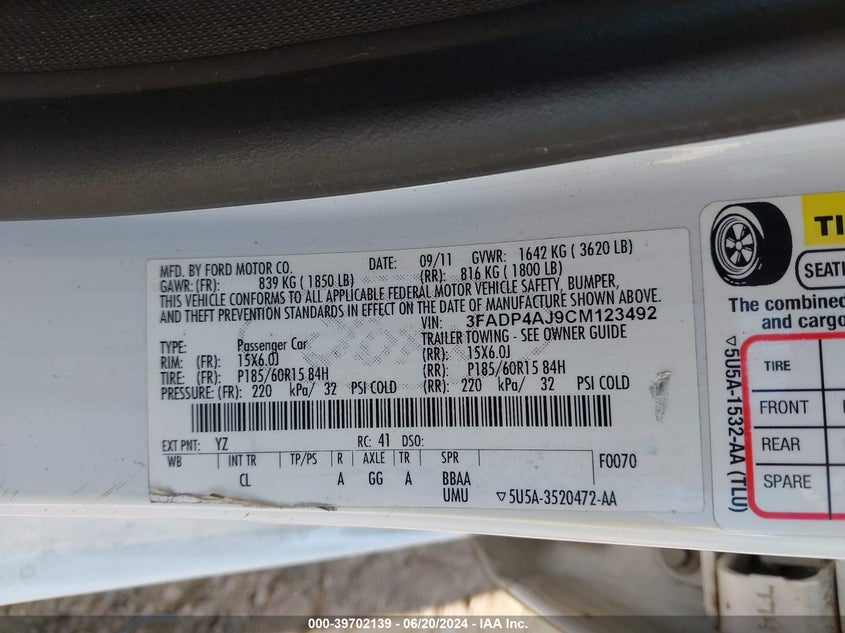 MFD. BY FORD MOTOR CO. DATE: 09/11 GVWR: 1642 KG ( 3620 LB)
GAWR: (FR): 839 KG ( 1850 LB) (RR): 816 KG ( 1800 LB)
THIS VEHICLE CONFORMS TO ALL APPLICABLE FEDERAL MOTOR VEHICLE SAFETY, BUMPER,
AND THEFT PREVENTION STANDARDS IN EFFECT ON THE DATE OF MANUFACTURE SHOWN ABOVE.
VIN: 3FADP4AJ9CM123492
TYPE: Passenger Car TRAILER TOWING - SEE OWNER GUIDE
RIM: (FR): 15X6.0J (RR): 15X6.0J
TIRE: (FR): P185/60R15 84H (RR): P185/60R15 84H
PRESSURE: (FR): 220 kPa/ 32 PSI COLD (RR): 220 kPa/ 32 PSI COLD
EXT PNT: YZ RC: 41 DSO:
WB INT TR TP/PS R AXLE TR SPR F0070
CL A GG A BBAA
UMU ▽5U5A-3520472-AA
TI
SEATI
The combined
and cargo
TIRE
FRONT
REAR
SPARE
▽5U5A-1532-AA (TLU)
000-39702139 - 06/20/2024 - IAA Inc.